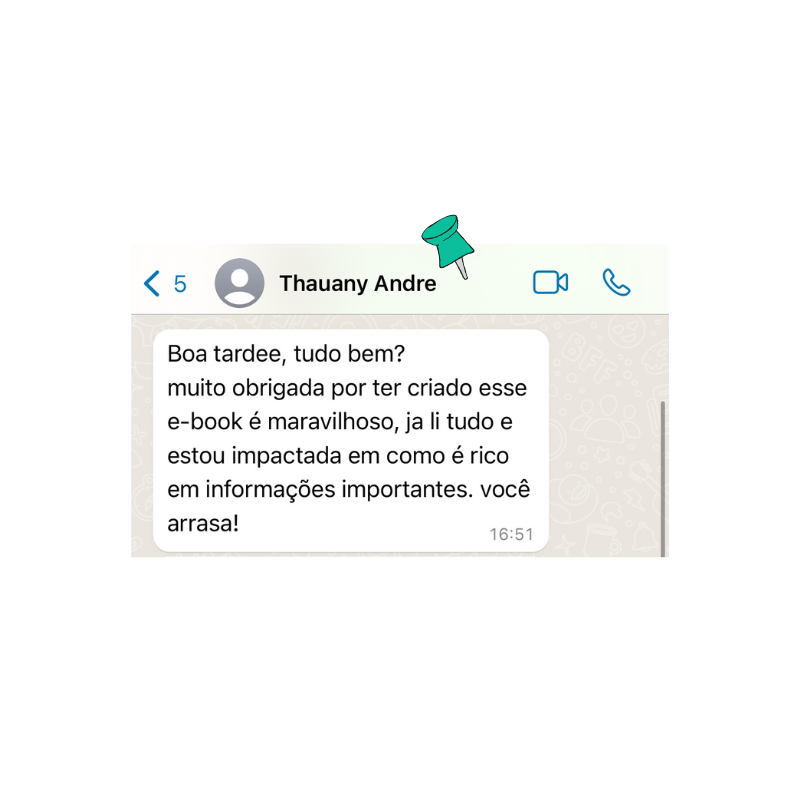 5
Thauany Andre
Boa tardee, tudo bem?
muito obrigada por ter criado esse
e-book é maravilhoso, ja li tudo e
estou impactada em como é rico
em informações importantes. você
arrasa!
16:51